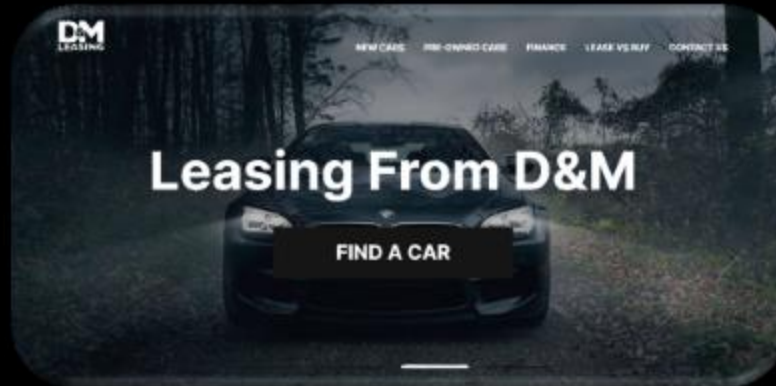 D&M
LEASING
NEW CARS PRE-OWNED CARS FINANCE LEASE VS BUY CONTACT US
Leasing From D&M
FIND A CAR